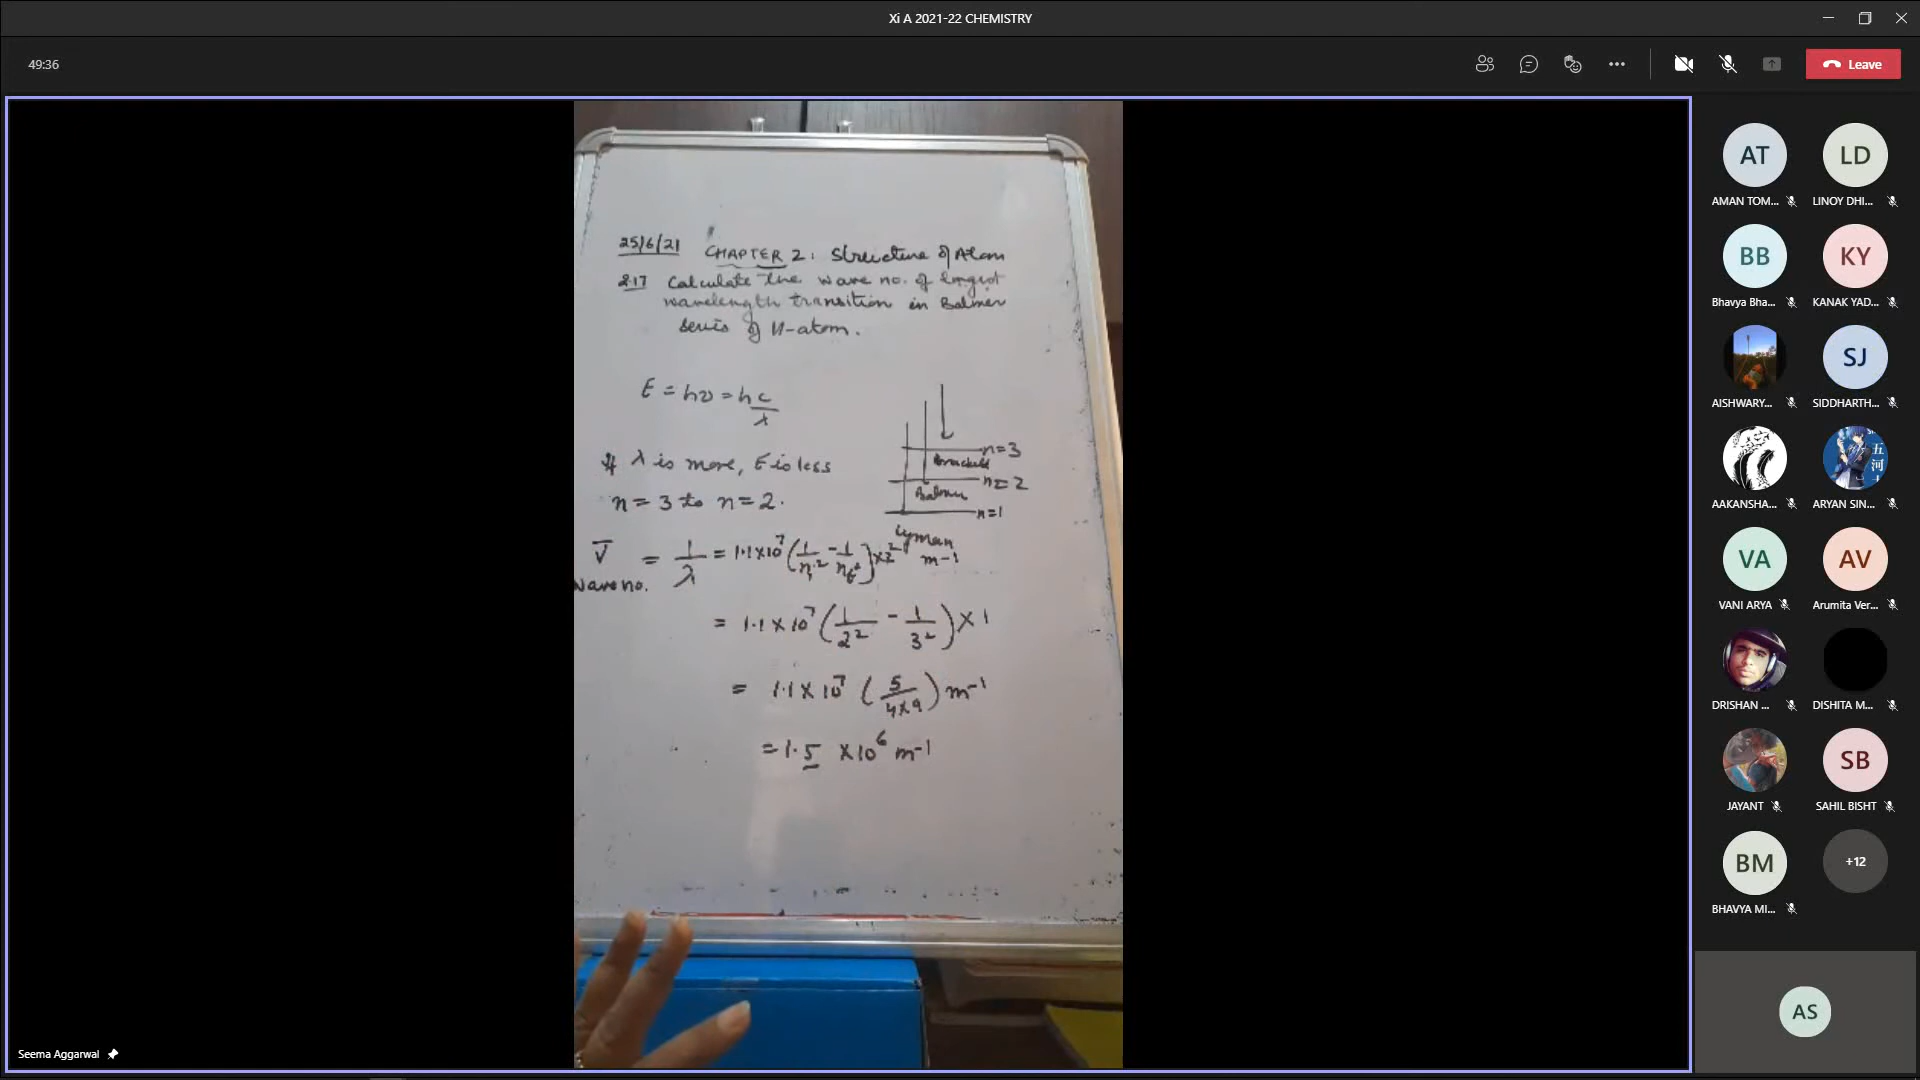 Xi A 2021-22 CHEMISTRY
49:36
Leave
25/6/21 CHAPTER 2: Structure of Atom
2.17 Calculate the wave no. of longest
wavelength transition in Balmer
series of H-atom.
E = hν = hc/λ
If λ is more, E is less
n = 3 to n = 2.
n=3
n=2
Balmer
n=1
Lyman
V̅ = 1/λ = 1.1×10⁷ (1/nᵢ² - 1/n_f²) × z² m-1
Wave no.
= 1.1 × 10⁷ (1/2² - 1/3²) × 1
= 1.1 × 10⁷ (5/4×9) m-1
= 1.5 × 10⁶ m-1
Seema Aggarwal
AT
AMAN TOM...
LD
LINOY DHI...
BB
Bhavya Bha...
KY
KANAK YAD...
AISHWARY...
SJ
SIDDHARTH...
AAKANSHA...
五河
ARYAN SIN...
VA
VANI ARYA
AV
Arumita Ver...
DRISHAN ...
DISHITA M...
JAYANT
SB
SAHIL BISHT
BM
BHAVYA MI...
+12
AS